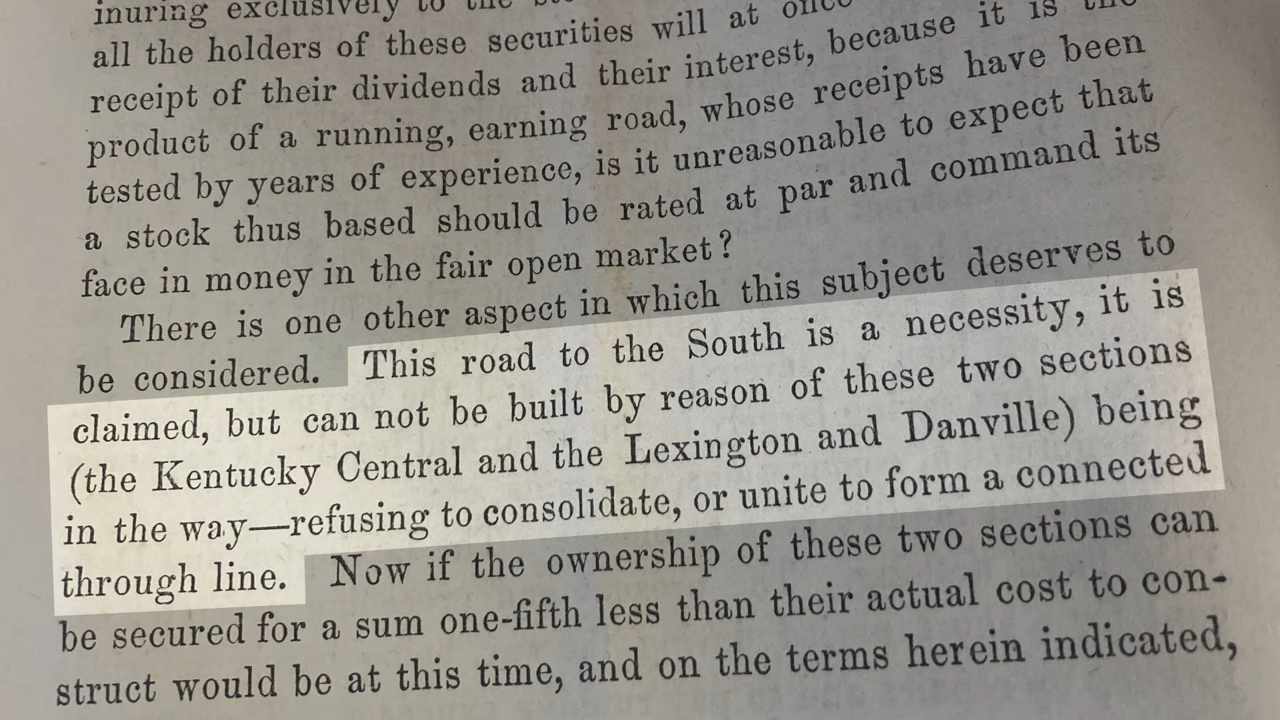 inuring exclusively to the
all the holders of these securities will at once
receipt of their dividends and their interest, because it is the
product of a running, earning road, whose receipts have been
tested by years of experience, is it unreasonable to expect that
a stock thus based should be rated at par and command its
face in money in the fair open market?
There is one other aspect in which this subject deserves to
be considered. This road to the South is a necessity, it is
claimed, but can not be built by reason of these two sections
(the Kentucky Central and the Lexington and Danville) being
in the way—refusing to consolidate, or unite to form a connected
through line. Now if the ownership of these two sections can
be secured for a sum one-fifth less than their actual cost to con-
struct would be at this time, and on the terms herein indicated,